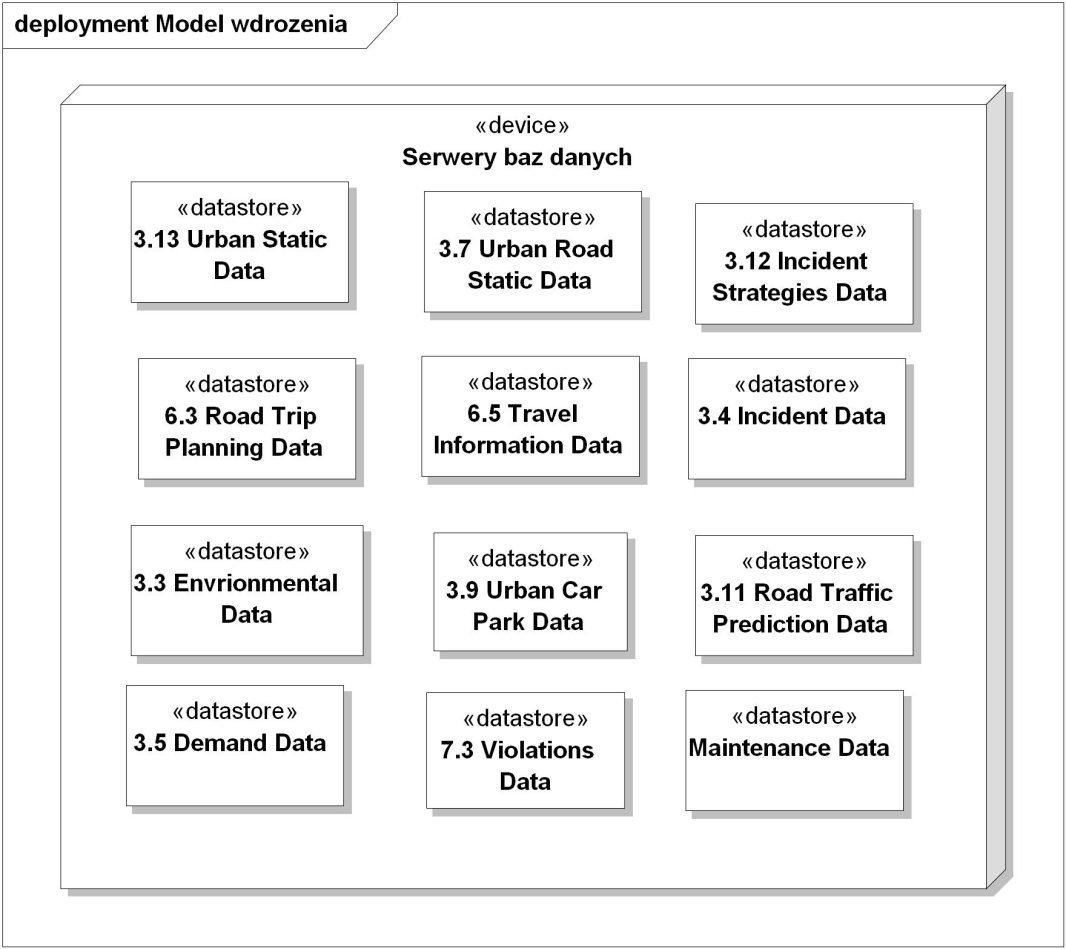 deployment Model wdrozenia
«device»
Serwery baz danych
«datastore»
3.13 Urban Static
Data
«datastore»
3.7 Urban Road
Static Data
«datastore»
3.12 Incident
Strategies Data
«datastore»
6.3 Road Trip
Planning Data
«datastore»
6.5 Travel
Information Data
«datastore»
3.4 Incident Data
«datastore»
3.3 Envrionmental
Data
«datastore»
3.9 Urban Car
Park Data
«datastore»
3.11 Road Traffic
Prediction Data
«datastore»
3.5 Demand Data
«datastore»
7.3 Violations
Data
«datastore»
Maintenance Data